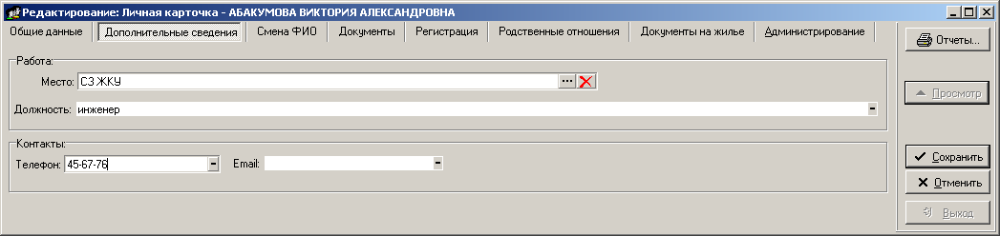 Редактирование: Личная карточка - АБАКУМОВА ВИКТОРИЯ АЛЕКСАНДРОВНА
Общие данные Дополнительные сведения Смена ФИО Документы Регистрация Родственные отношения Документы на жилье Администрирование
Отчеты...
Работа:
Место: СЗ ЖКУ ...
Просмотр
Должность: инженер
Контакты:
Телефон: 45-67-76 Email:
Сохранить
Отменить
Выход